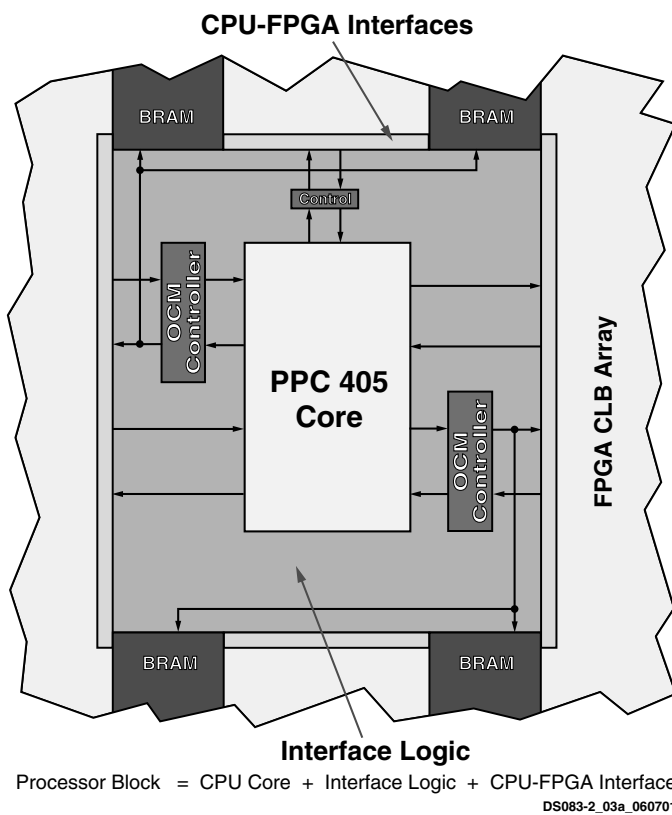 CPU-FPGA Interfaces
BRAM
BRAM
Control
OCM
Controller
PPC 405
Core
OCM
Controller
FPGA CLB Array
BRAM
BRAM
Interface Logic
Processor Block = CPU Core + Interface Logic + CPU-FPGA Interface
DS083-2_03a_060701